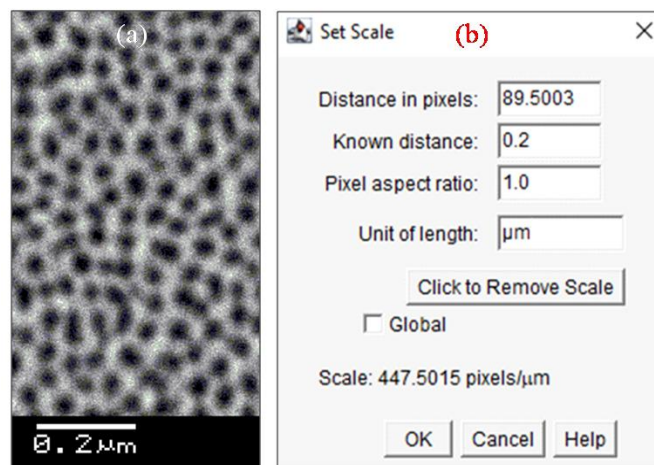 (a)
0.2µm
Set Scale
(b)
Distance in pixels: 89.5003
Known distance: 0.2
Pixel aspect ratio: 1.0
Unit of length: µm
Click to Remove Scale
Global
Scale: 447.5015 pixels/µm
OK Cancel Help